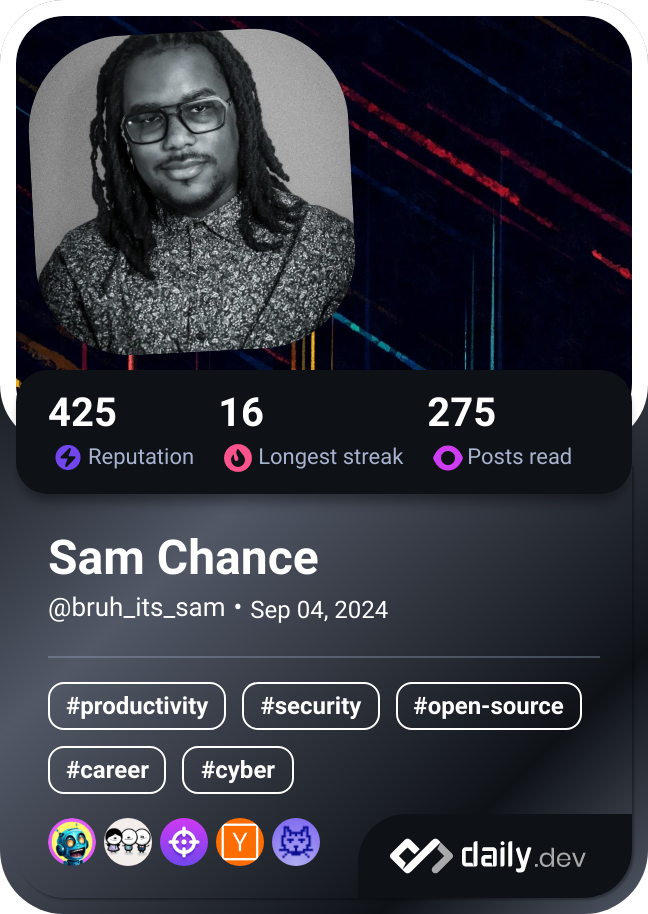 425 16 275
Reputation Longest streak Posts read
Sam Chance
@bruh_its_sam • Sep 04, 2024
#productivity #security #open-source
#career #cyber
Y
daily.dev